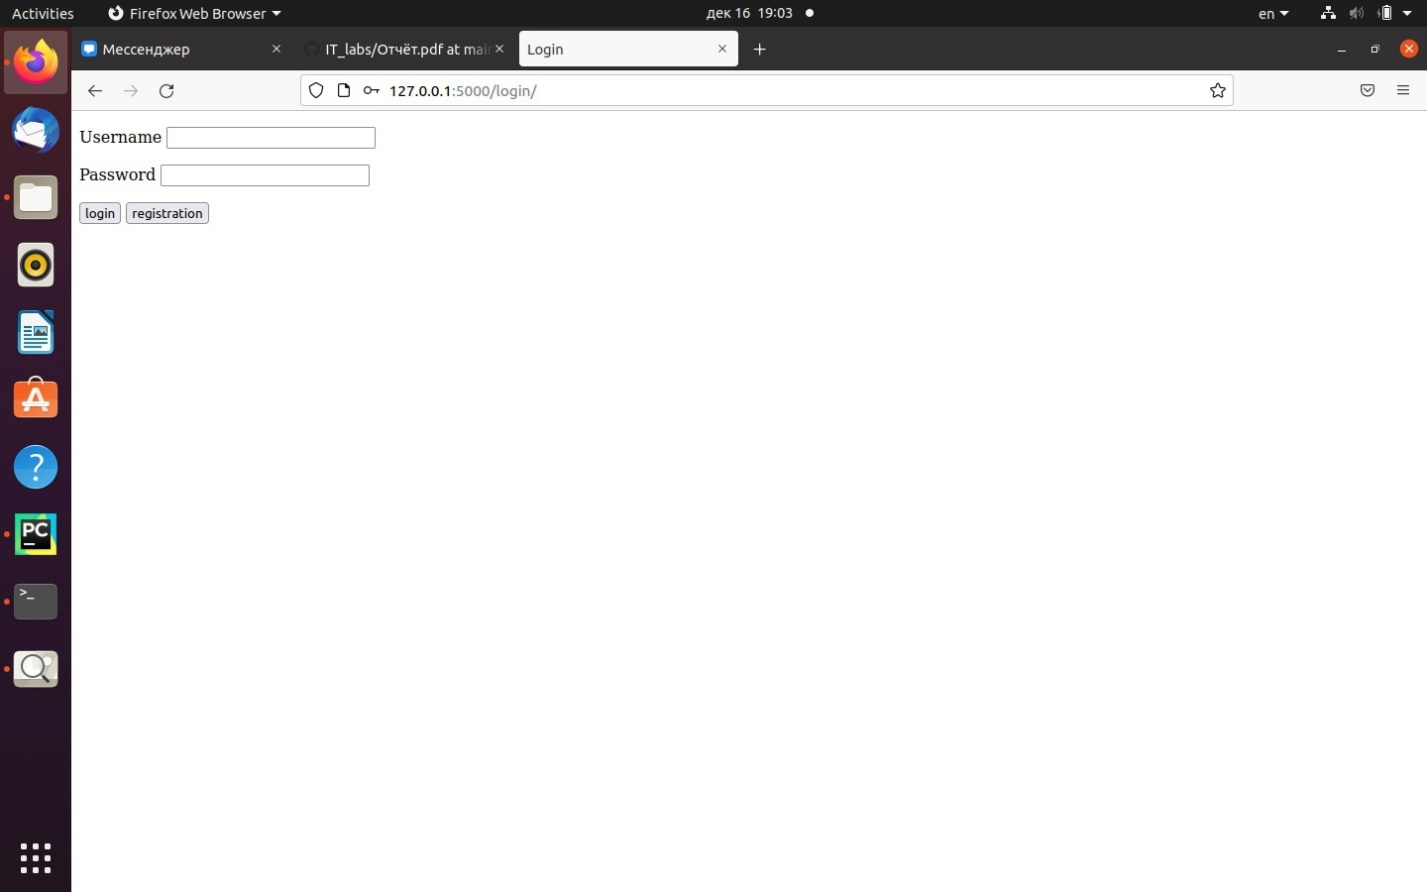 Activities Firefox Web Browser дек 16 19:03 en
Мессенджер IT_labs/Отчёт.pdf at mai Login
127.0.0.1:5000/login/
Username
Password
login registration
PC
>_